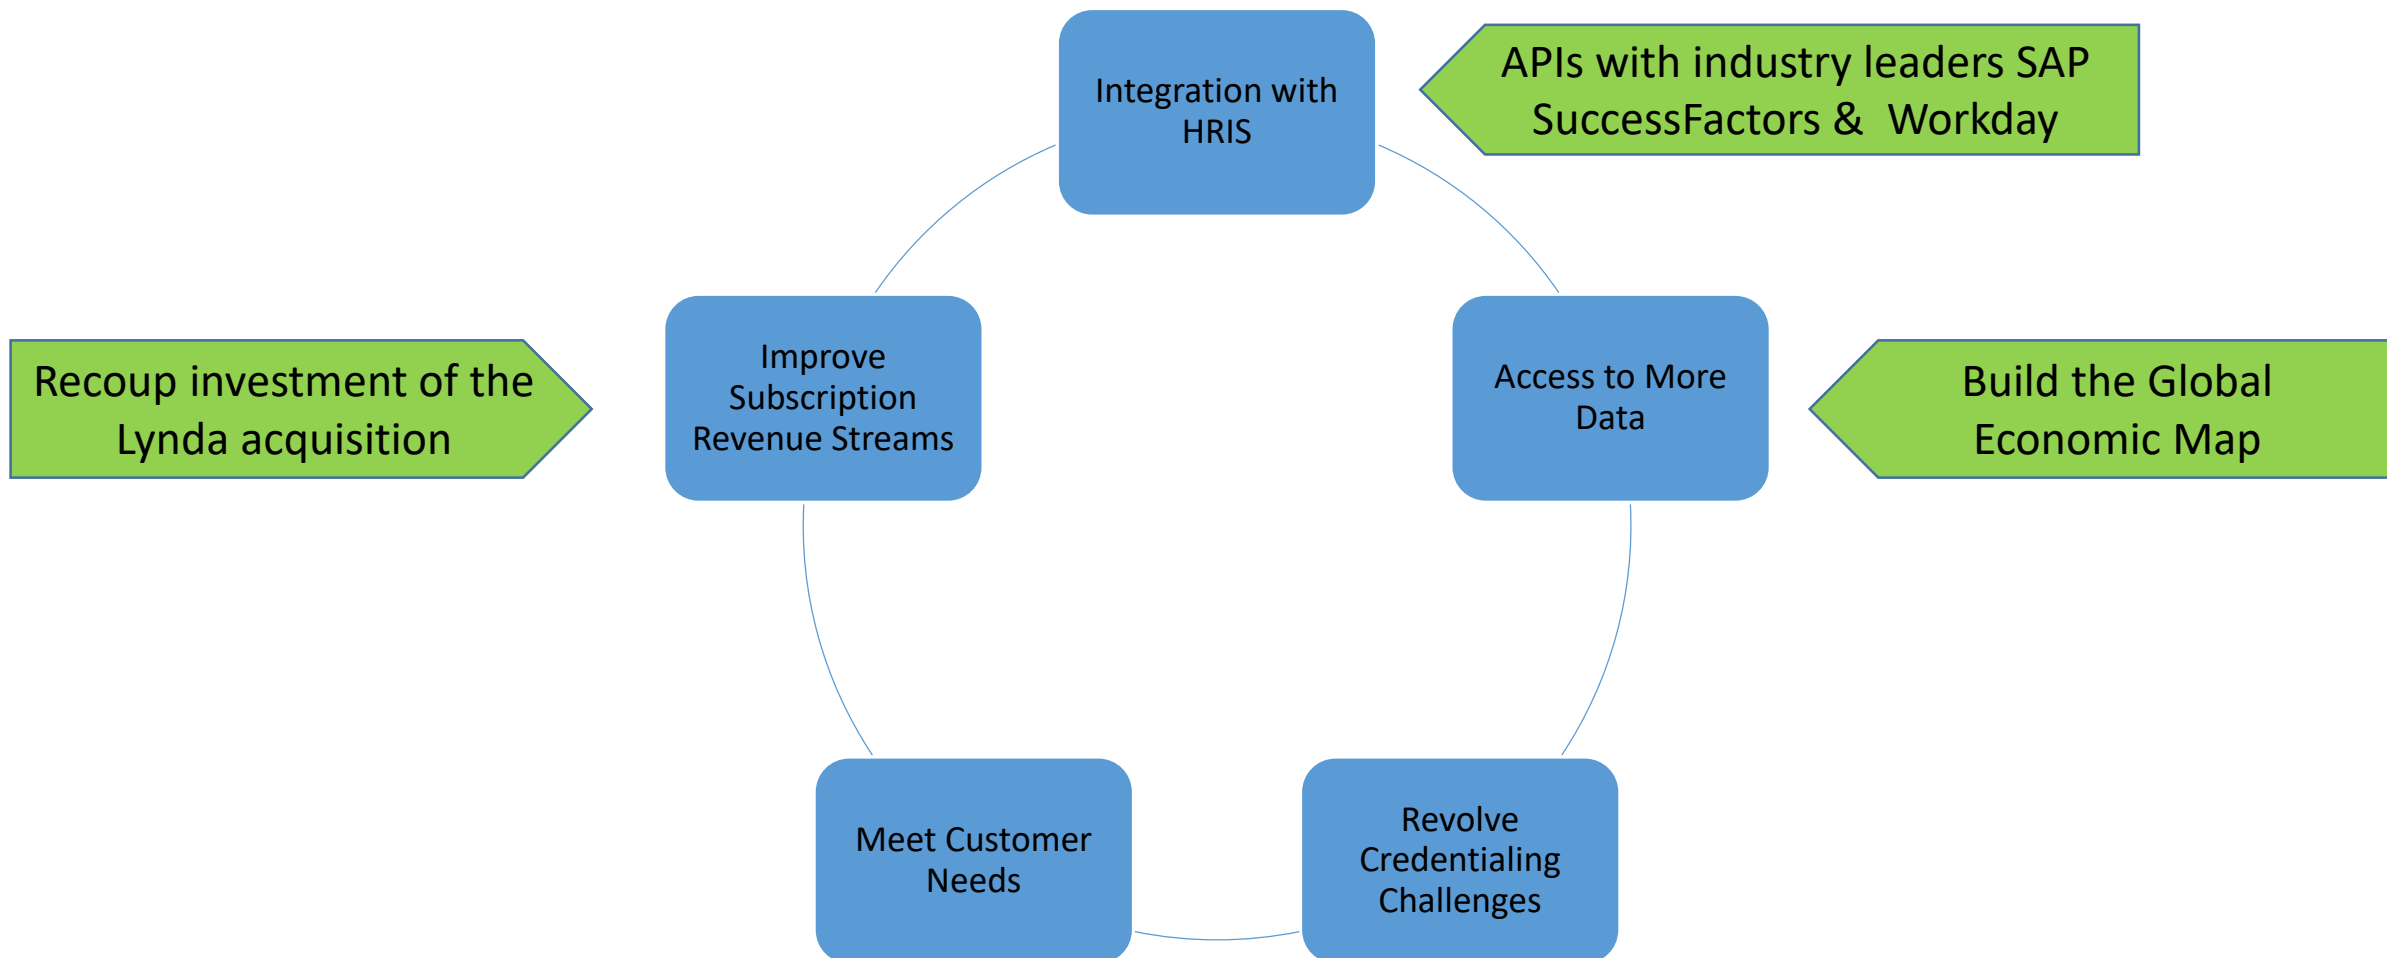 Integration with
HRIS
APIs with industry leaders SAP
SuccessFactors &  Workday
Improve
Subscription
Revenue Streams
Recoup investment of the
Lynda acquisition
Access to More
Data
Build the Global
Economic Map
Meet Customer
Needs
Revolve
Credentialing
Challenges